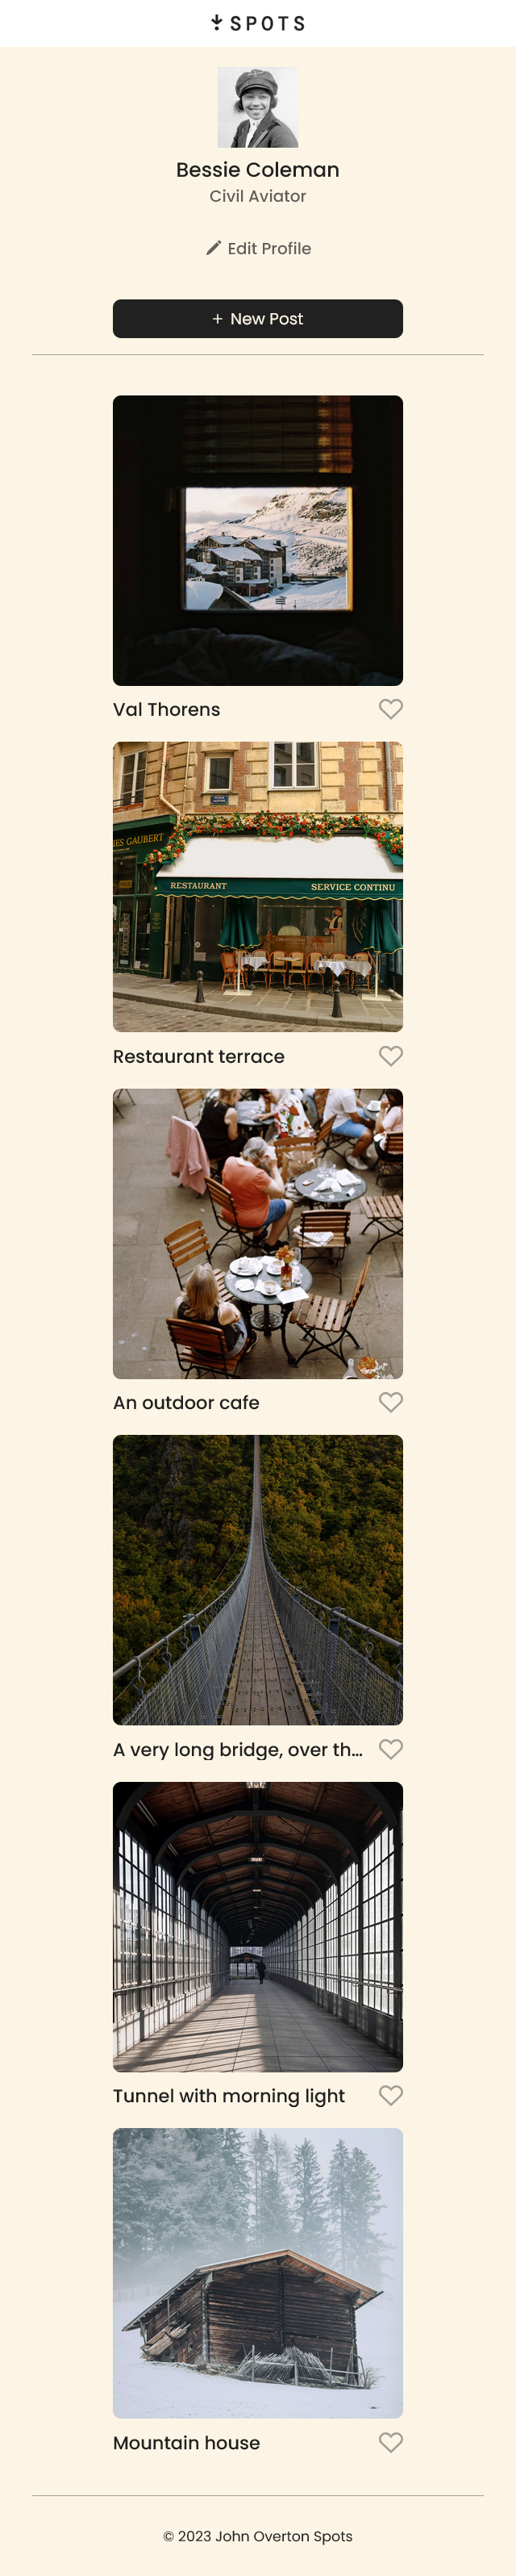 SPOTS
Bessie Coleman
Civil Aviator
Edit Profile
+ New Post
Val Thorens
ES GAUBERT
RESTAURANT SERVICE CONTINU
Restaurant terrace
An outdoor cafe
A very long bridge, over th...
Tunnel with morning light
Mountain house
© 2023 John Overton Spots